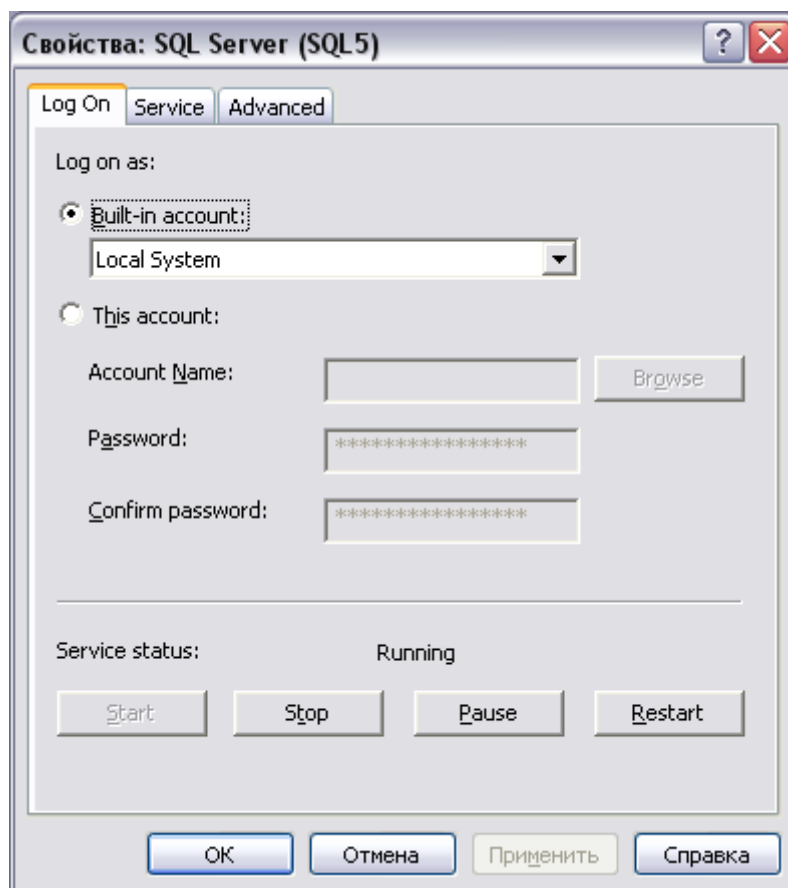 Свойства: SQL Server (SQL5)
Log On Service Advanced
Log on as:
Built-in account:
Local System
This account:
Account Name:
Browse
Password:
****************
Confirm password:
****************
Service status: Running
Start Stop Pause Restart
OK Отмена Применить Справка